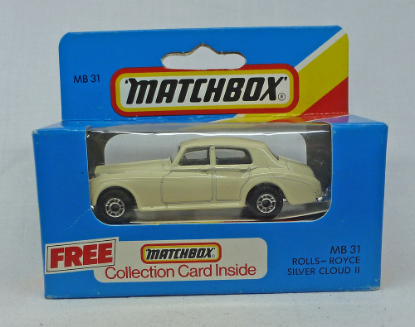 MB 31
MATCHBOX®
FREE
MATCHBOX
Collection Card Inside
MB 31
ROLLS-ROYCE
SILVER CLOUD II